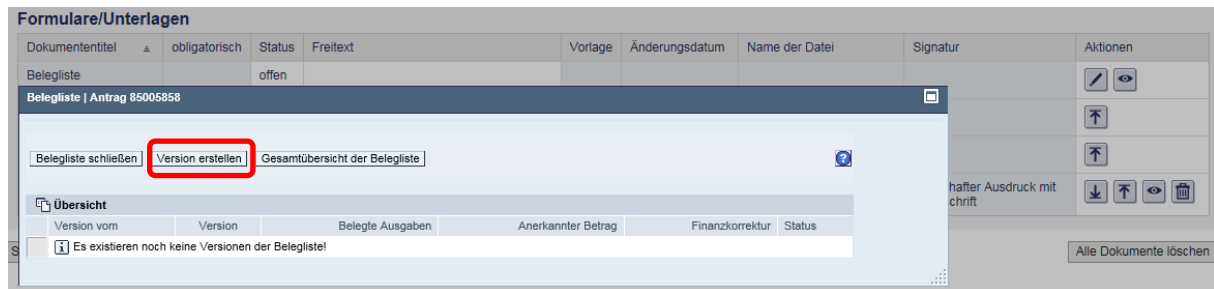 Formulare/Unterlagen
Dokumententitel obligatorisch Status Freitext Vorlage Änderungsdatum Name der Datei Signatur Aktionen
Belegliste offen
Belegliste | Antrag 85005858
Belegliste schließen Version erstellen Gesamtübersicht der Belegliste
hafter Ausdruck mit
chrift
Übersicht
Version vom Version Belegte Ausgaben Anerkannter Betrag Finanzkorrektur Status
Es existieren noch keine Versionen der Belegliste!
S Alle Dokumente löschen